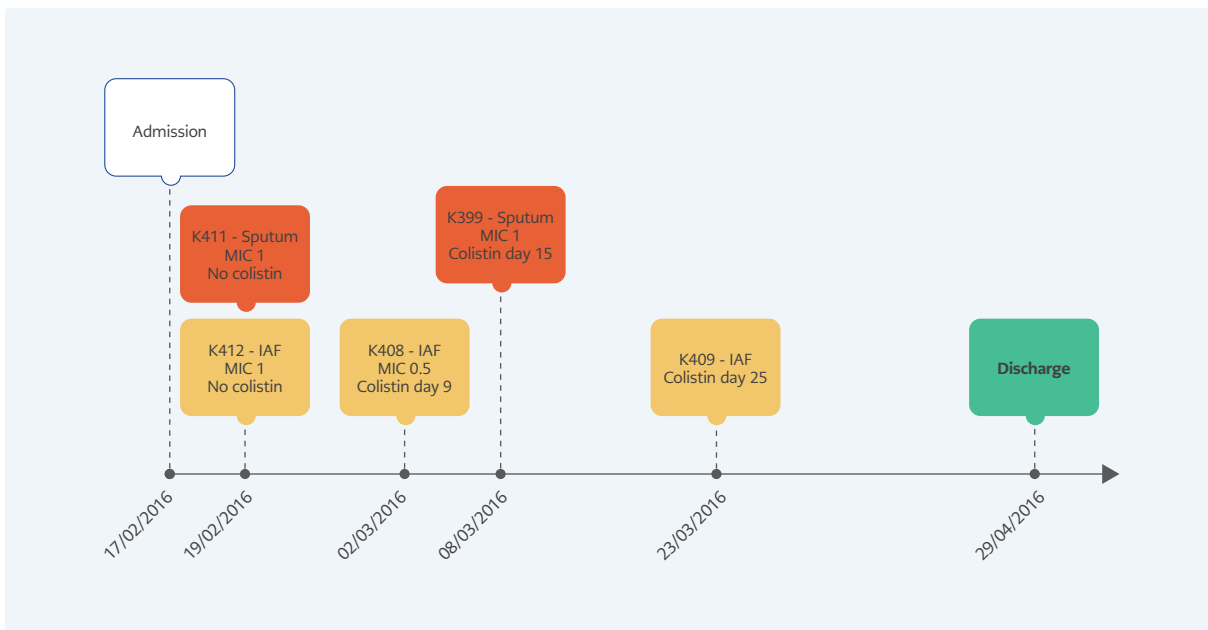 Admission
K411 - Sputum
MIC 1
No colistin
K399 - Sputum
MIC 1
Colistin day 15
K412 - IAF
MIC 1
No colistin
K408 - IAF
MIC 0.5
Colistin day 9
K409 - IAF
Colistin day 25
Discharge
17/02/2016
19/02/2016
02/03/2016
08/03/2016
23/03/2016
29/04/2016